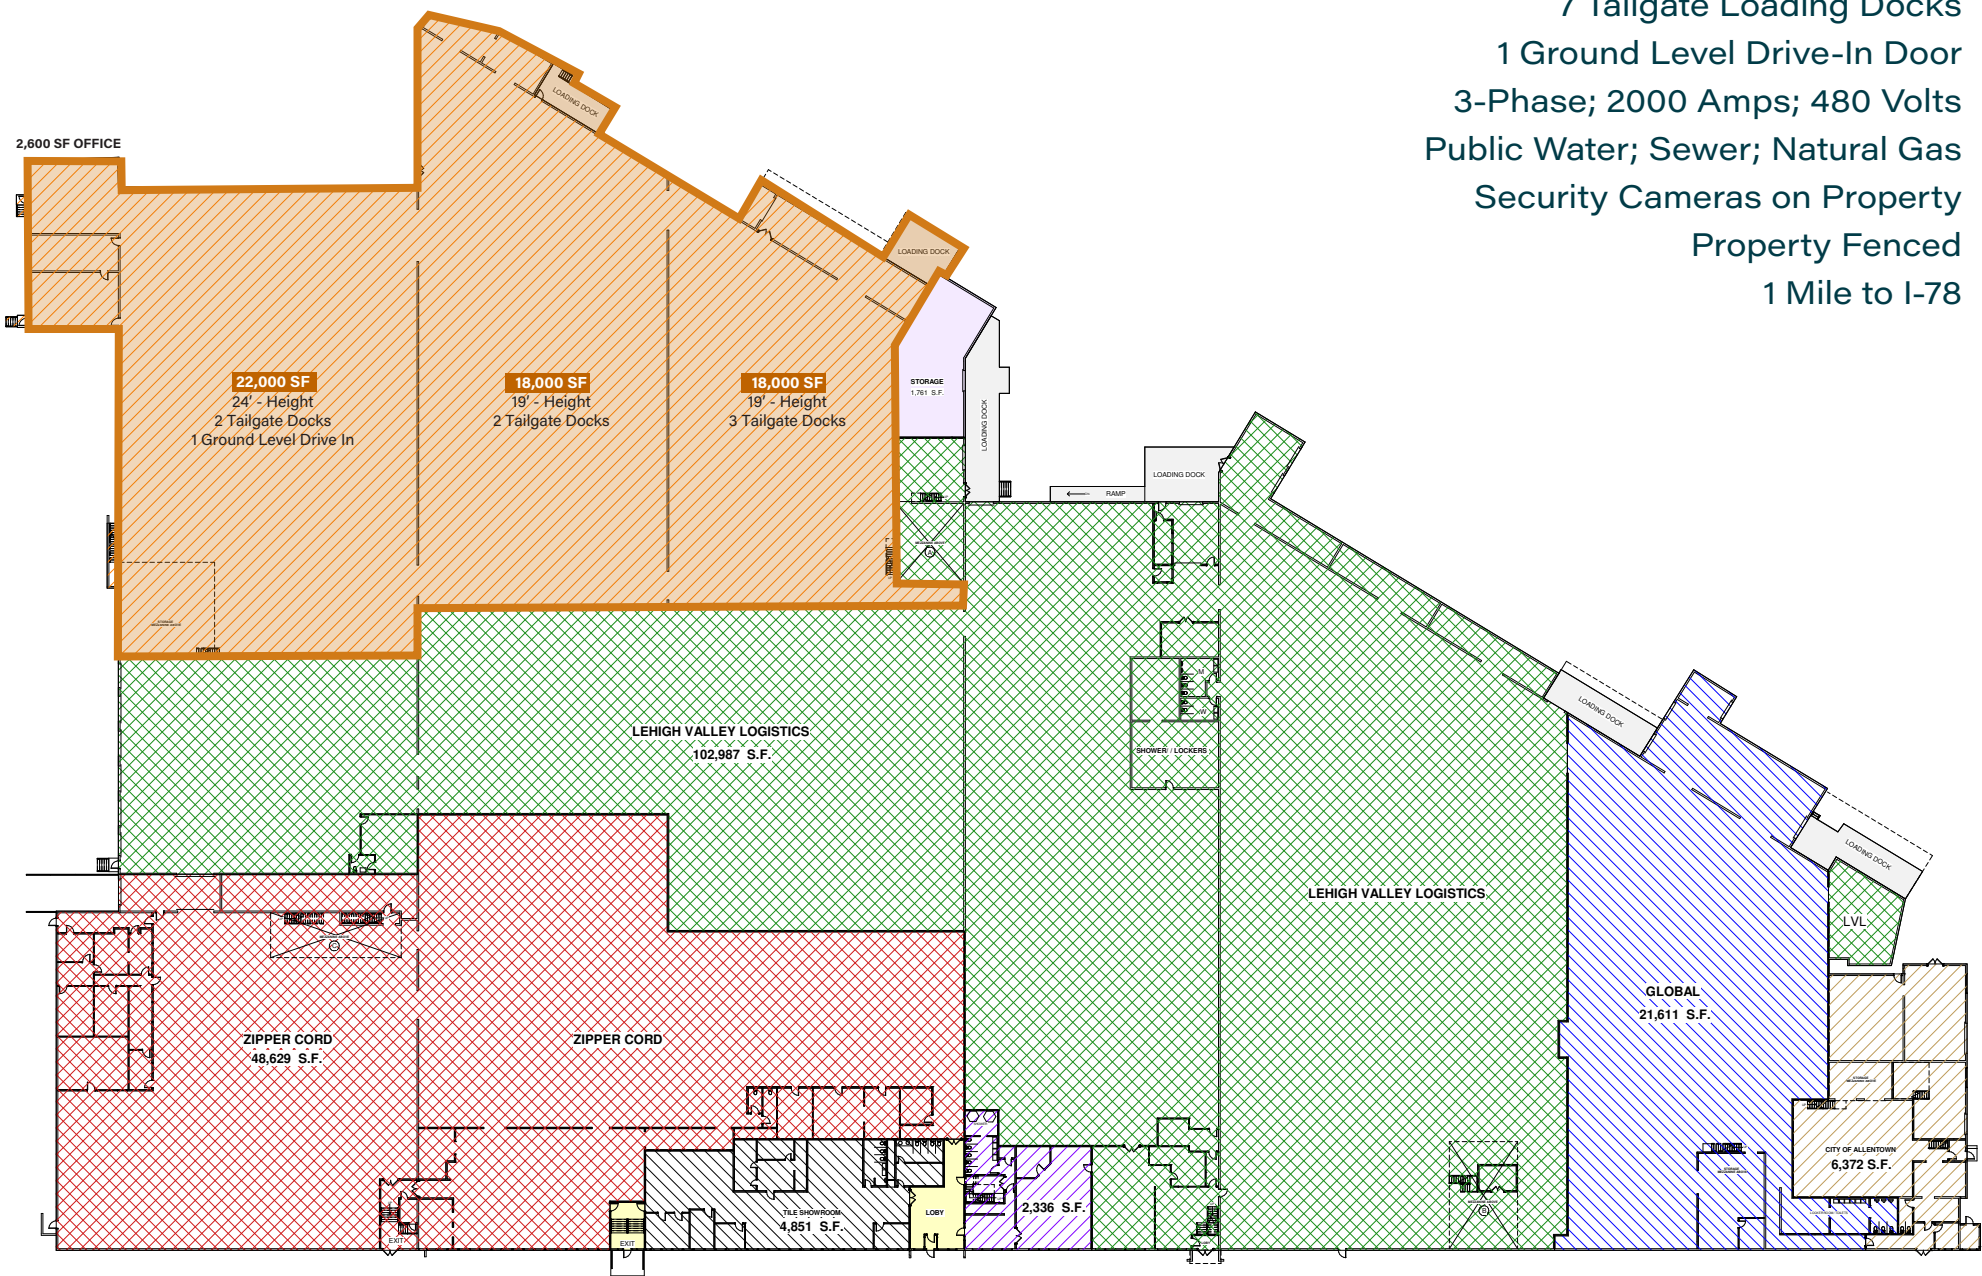 7 Tailgate Loading Docks
1 Ground Level Drive-In Door
3-Phase; 2000 Amps; 480 Volts
Public Water; Sewer; Natural Gas
Security Cameras on Property
Property Fenced
1 Mile to I-78
2,600 SF OFFICE
LOADING DOCK
LOADING DOCK
22,000 SF
24' - Height
2 Tailgate Docks
1 Ground Level Drive In
18,000 SF
19' - Height
2 Tailgate Docks
18,000 SF
19' - Height
3 Tailgate Docks
STORAGE
1,761 S.F.
LOADING DOCK
LOADING DOCK
RAMP
A
M
W
SHOWER / LOCKERS
LEHIGH VALLEY LOGISTICS
102,987 S.F.
LOADING DOCK
LOADING DOCK
LEHIGH VALLEY LOGISTICS
LVL
C
GLOBAL
21,611 S.F.
ZIPPER CORD
48,629 S.F.
ZIPPER CORD
CITY OF ALLENTOWN
6,372 S.F.
TILE SHOWROOM
4,851 S.F.
LOBY
2,336 S.F.
EXIT
EXIT